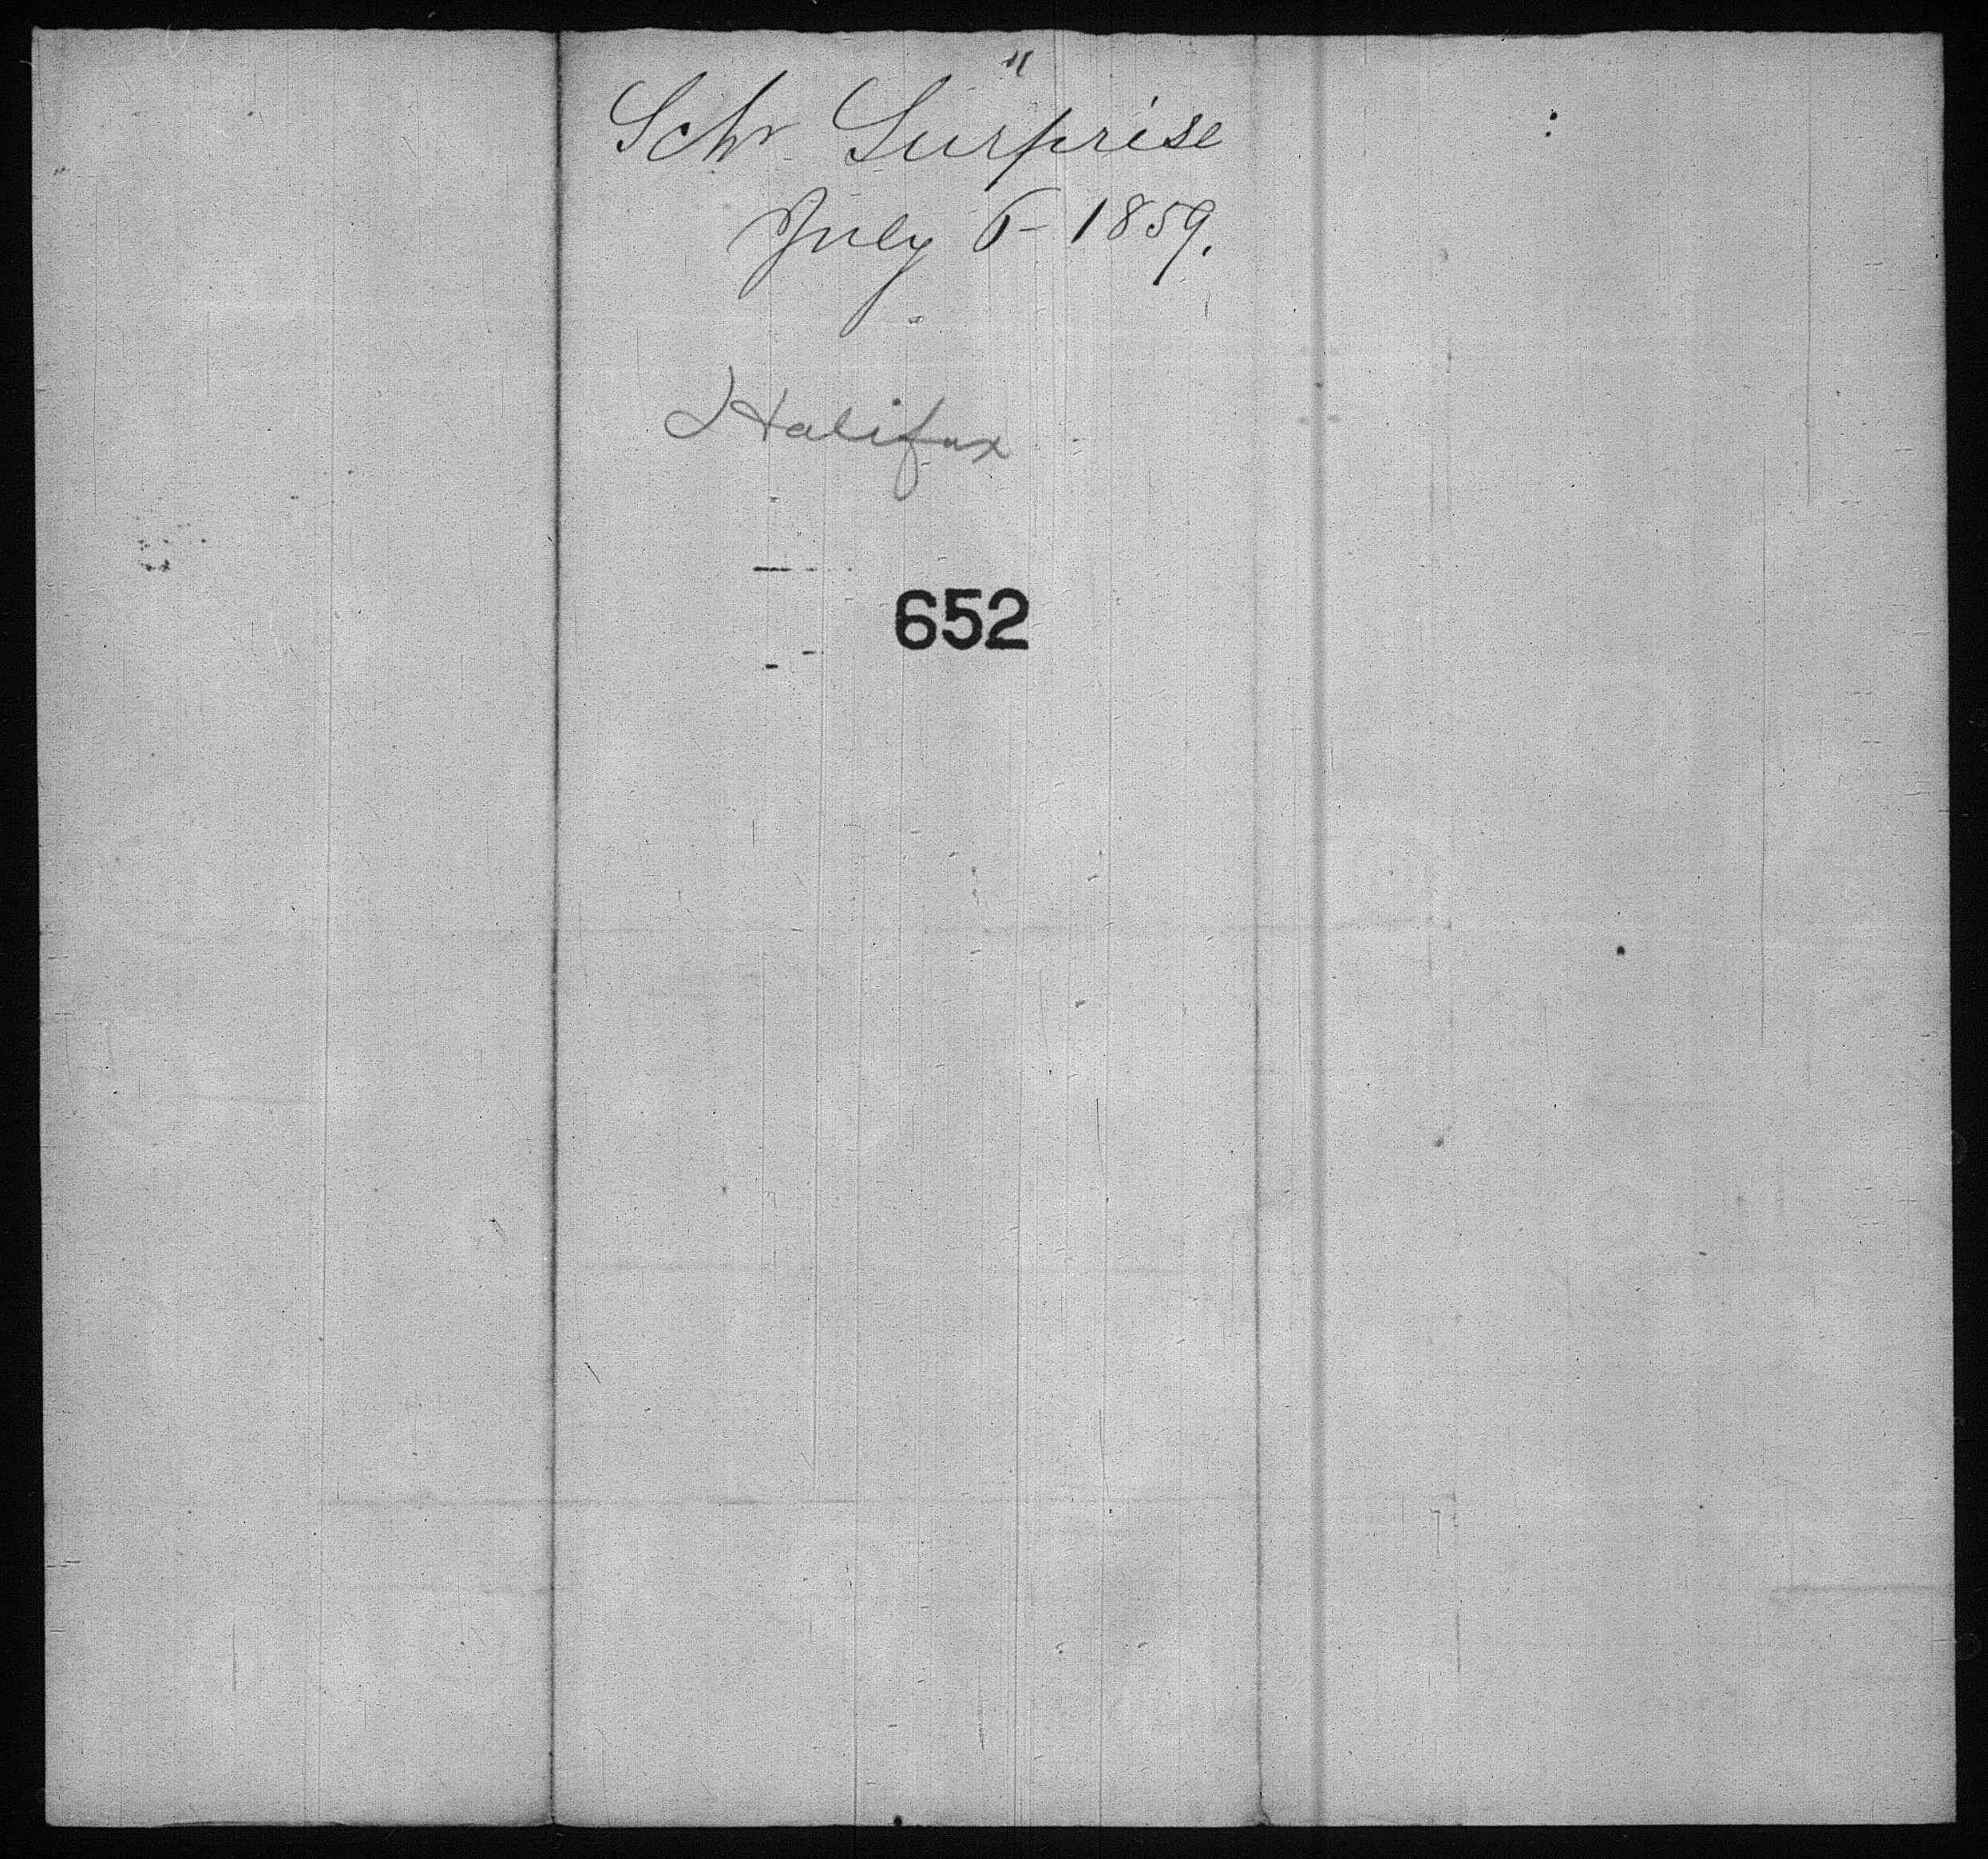 Schr Surprise
July 6 - 1859.
Halifax
652